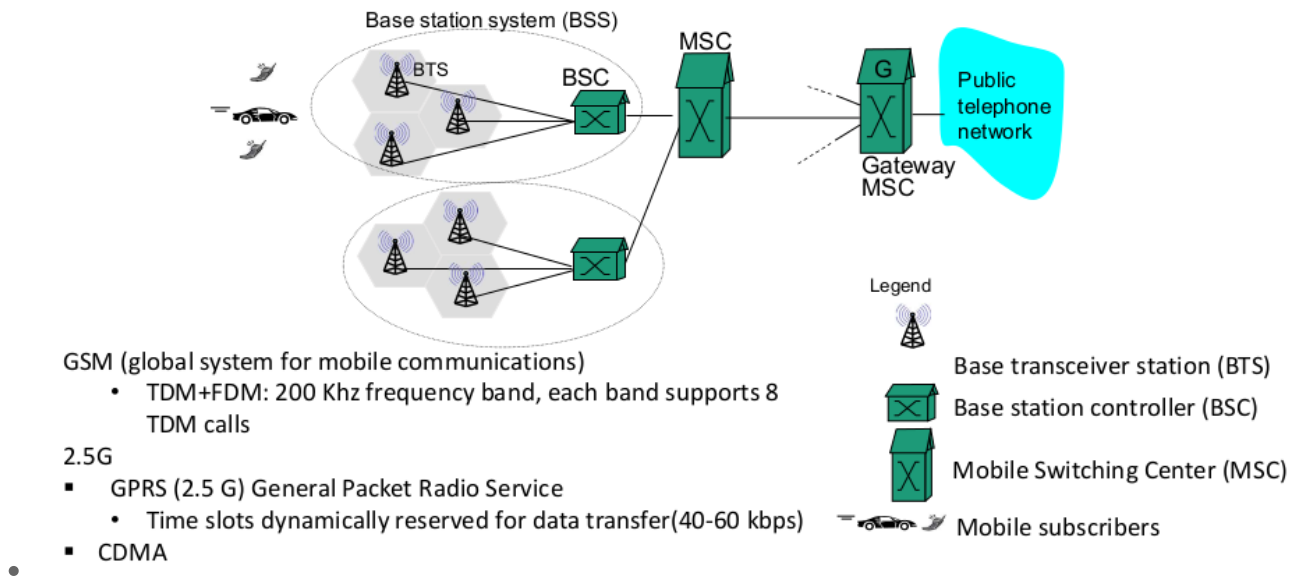 Base station system (BSS)
BTS
BSC
MSC
G
Gateway
MSC
Public
telephone
network
Legend
Base transceiver station (BTS)
Base station controller (BSC)
Mobile Switching Center (MSC)
Mobile subscribers
GSM (global system for mobile communications)
• TDM+FDM: 200 Khz frequency band, each band supports 8
TDM calls
2.5G
▪ GPRS (2.5 G) General Packet Radio Service
• Time slots dynamically reserved for data transfer(40-60 kbps)
▪ CDMA